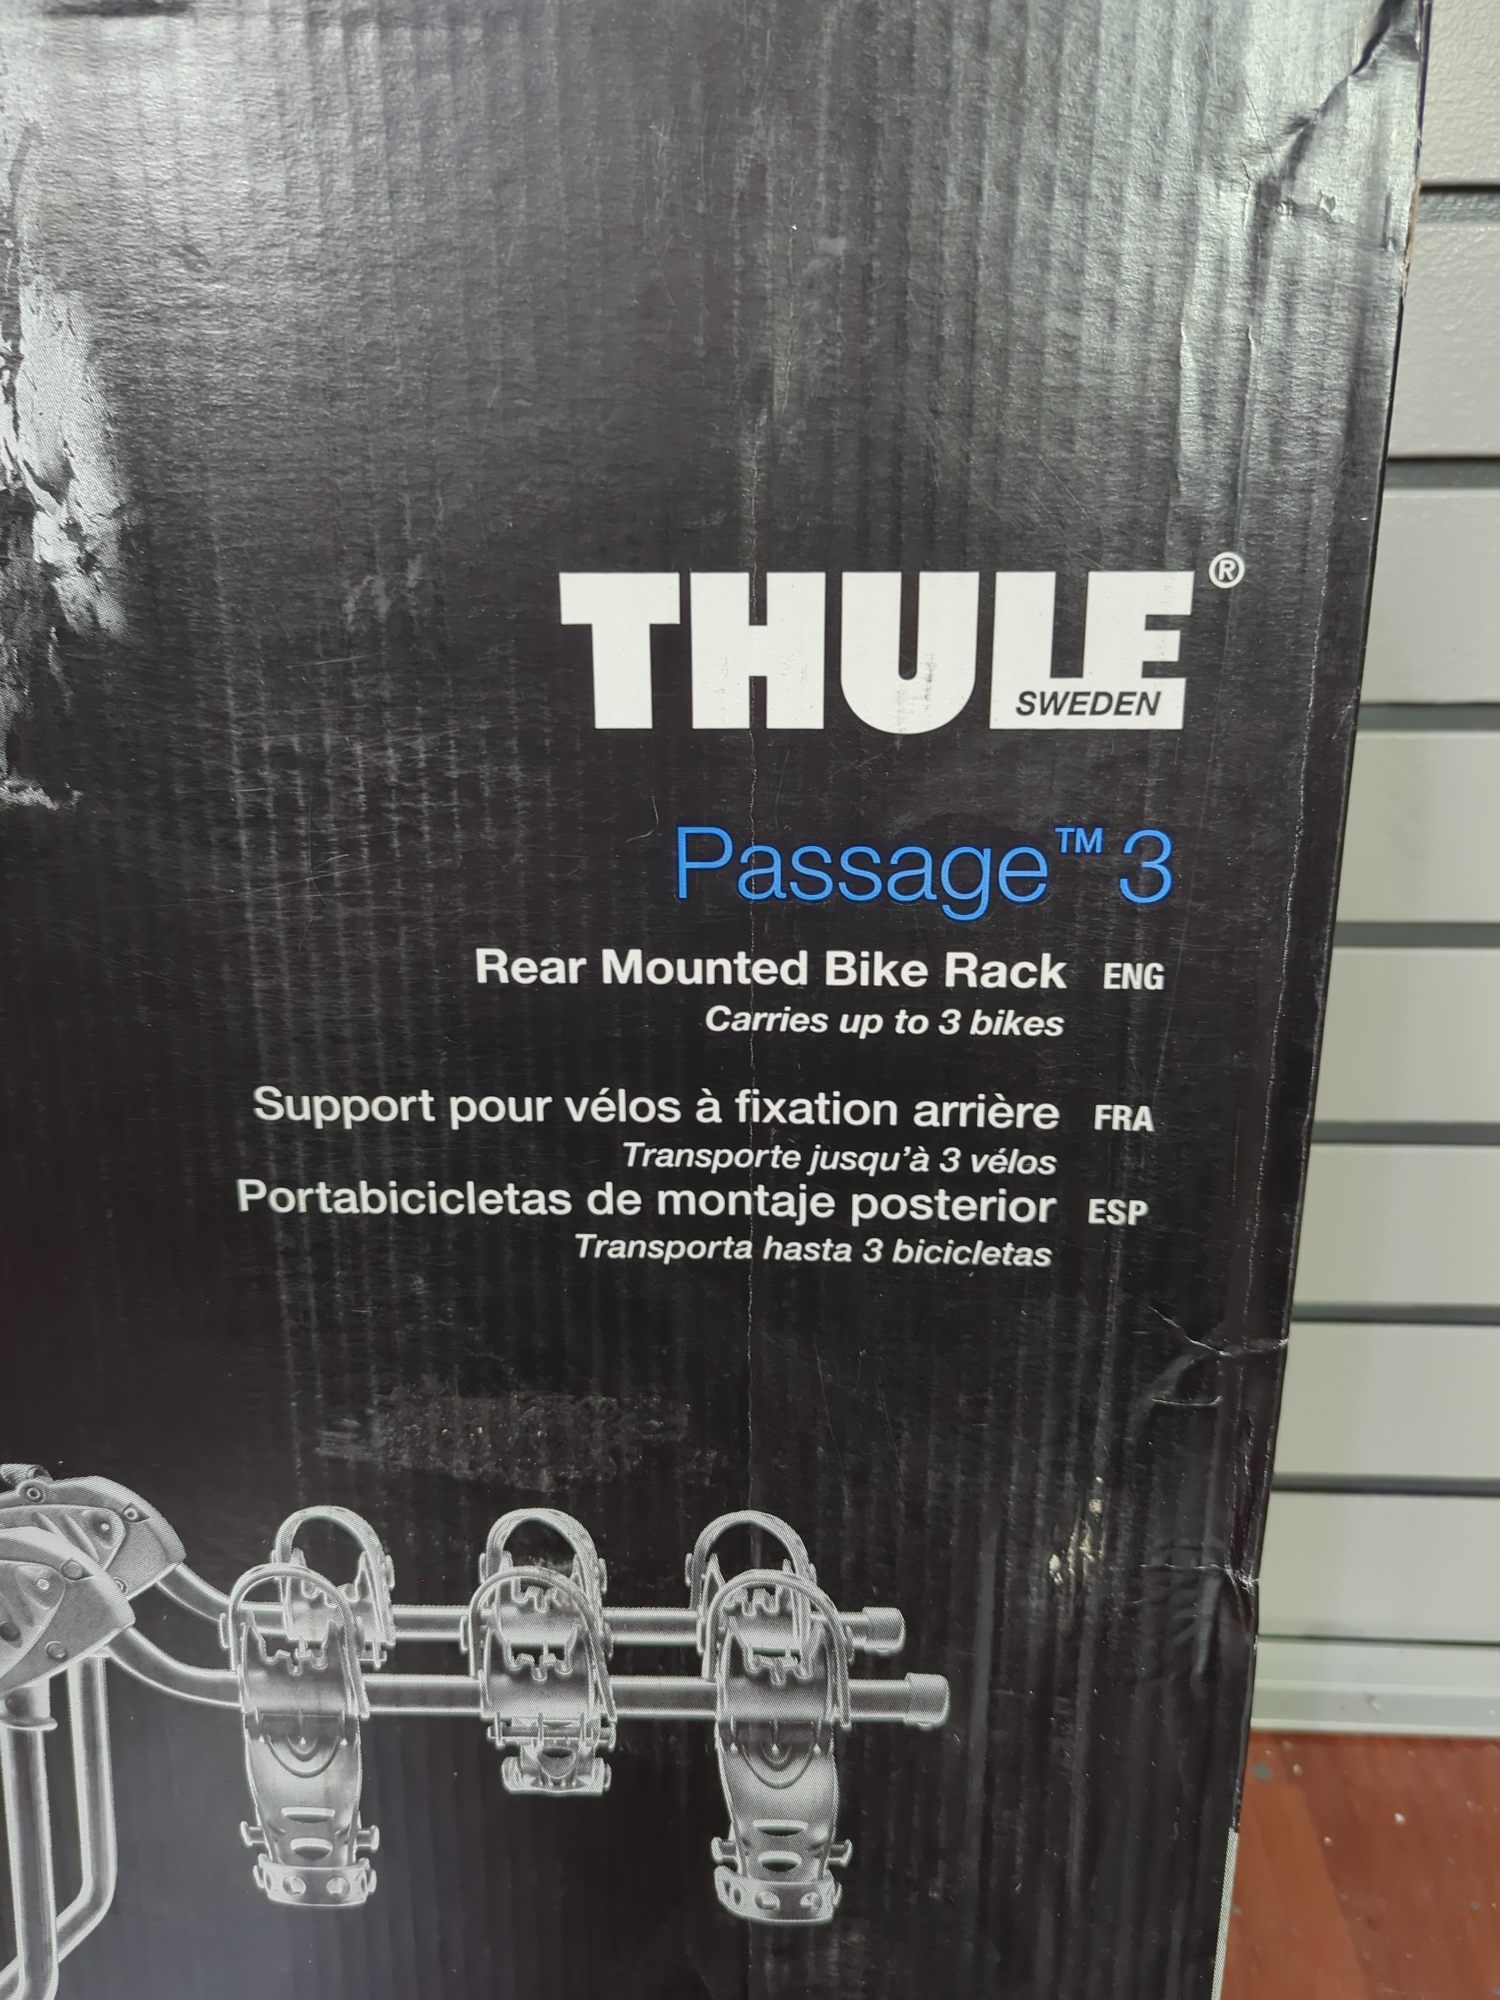 THULE®
SWEDEN
Passage™ 3
Rear Mounted Bike Rack ENG
Carries up to 3 bikes
Support pour vélos à fixation arrière FRA
Transporte jusqu'à 3 vélos
Portabicicletas de montaje posterior ESP
Transporta hasta 3 bicicletas